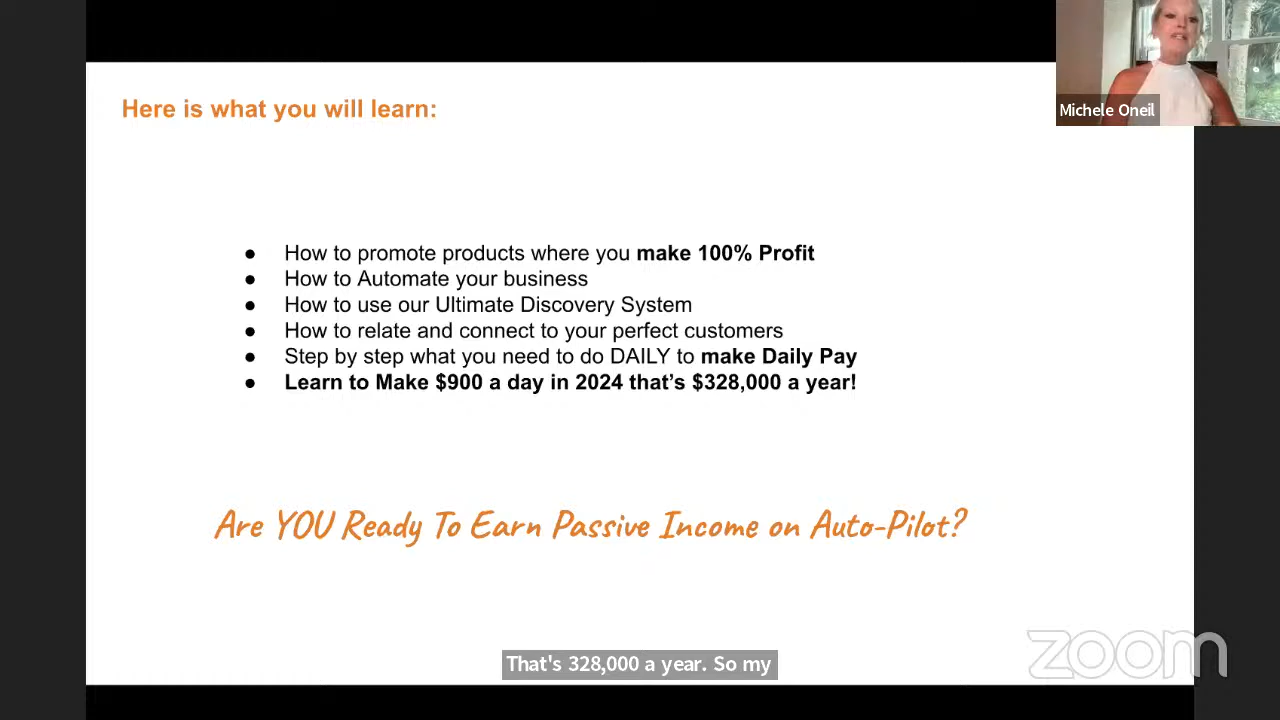 Here is what you will learn:
Michele Oneil
● How to promote products where you make 100% Profit
● How to Automate your business
● How to use our Ultimate Discovery System
● How to relate and connect to your perfect customers
● Step by step what you need to do DAILY to make Daily Pay
● Learn to Make $900 a day in 2024 that’s $328,000 a year!
Are YOU Ready To Earn Passive Income on Auto-Pilot?
That's 328,000 a year. So my
zoom